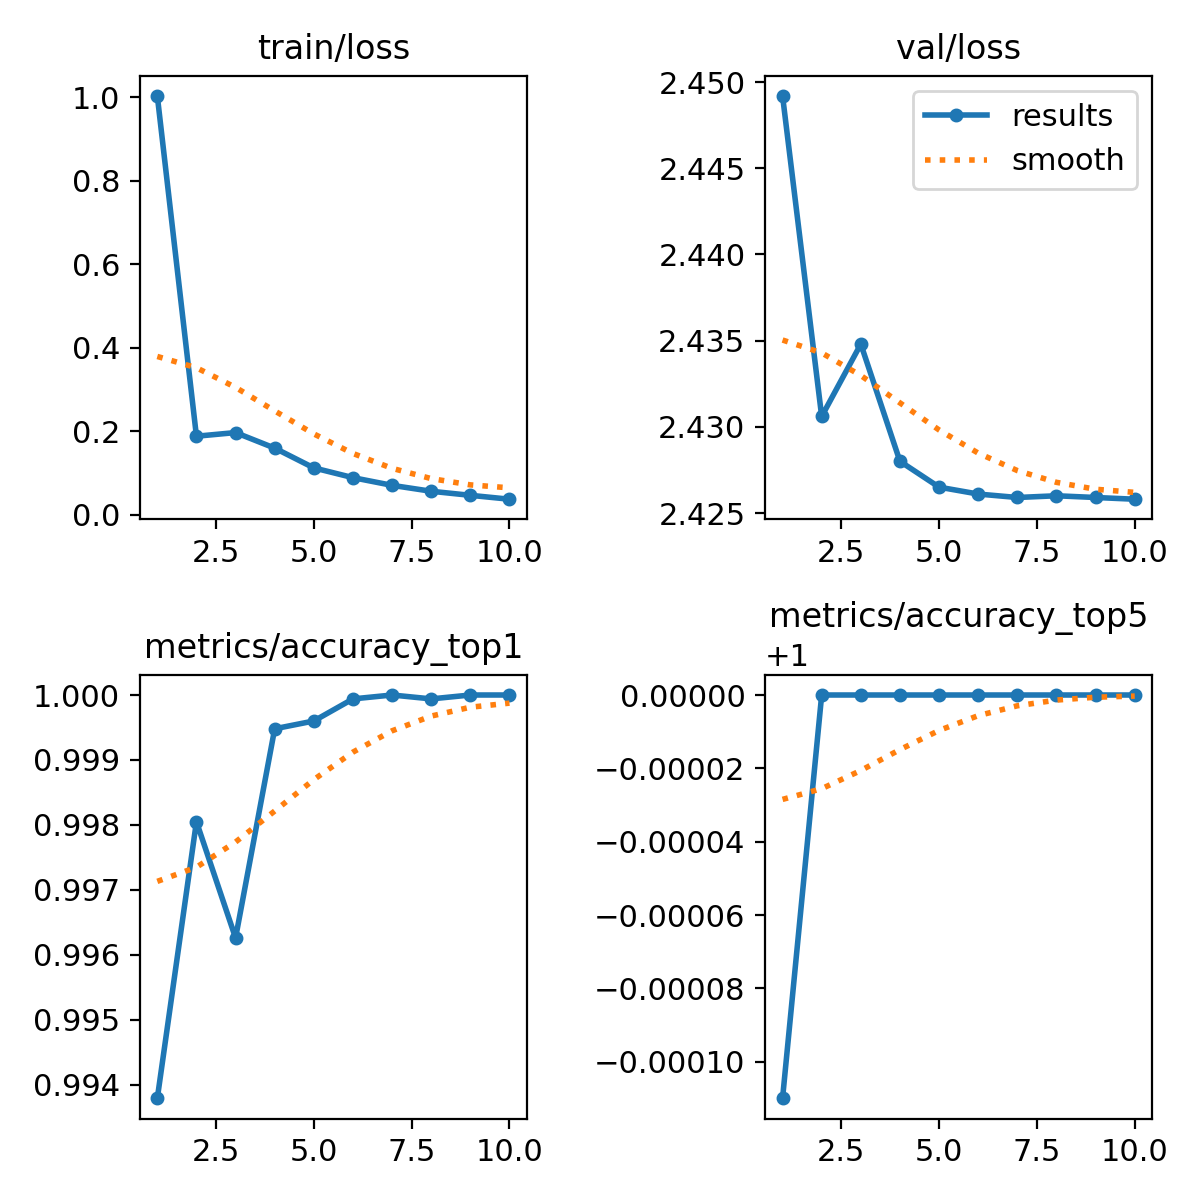 train/loss
1.0
0.8
0.6
0.4
0.2
0.0
2.5 5.0 7.5 10.0
val/loss
2.450
2.445
2.440
2.435
2.430
2.425
results
smooth
2.5 5.0 7.5 10.0
metrics/accuracy_top1
1.000
0.999
0.998
0.997
0.996
0.995
0.994
2.5 5.0 7.5 10.0
metrics/accuracy_top5
+1
0.00000
−0.00002
−0.00004
−0.00006
−0.00008
−0.00010
2.5 5.0 7.5 10.0